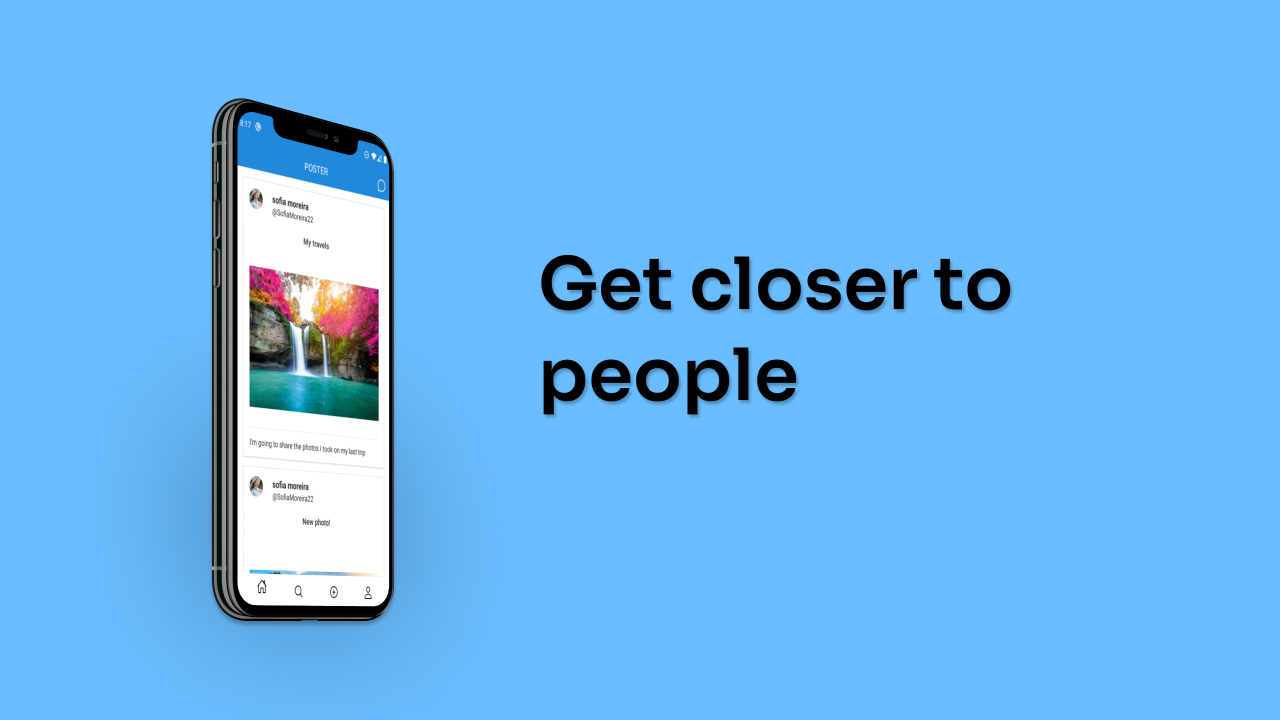 8:17
POSTER
sofia moreira
@SofiaMoreira22
My travels
I'm going to share the photos I took on my last trip
sofia moreira
@SofiaMoreira22
New photo!
Get closer to
people